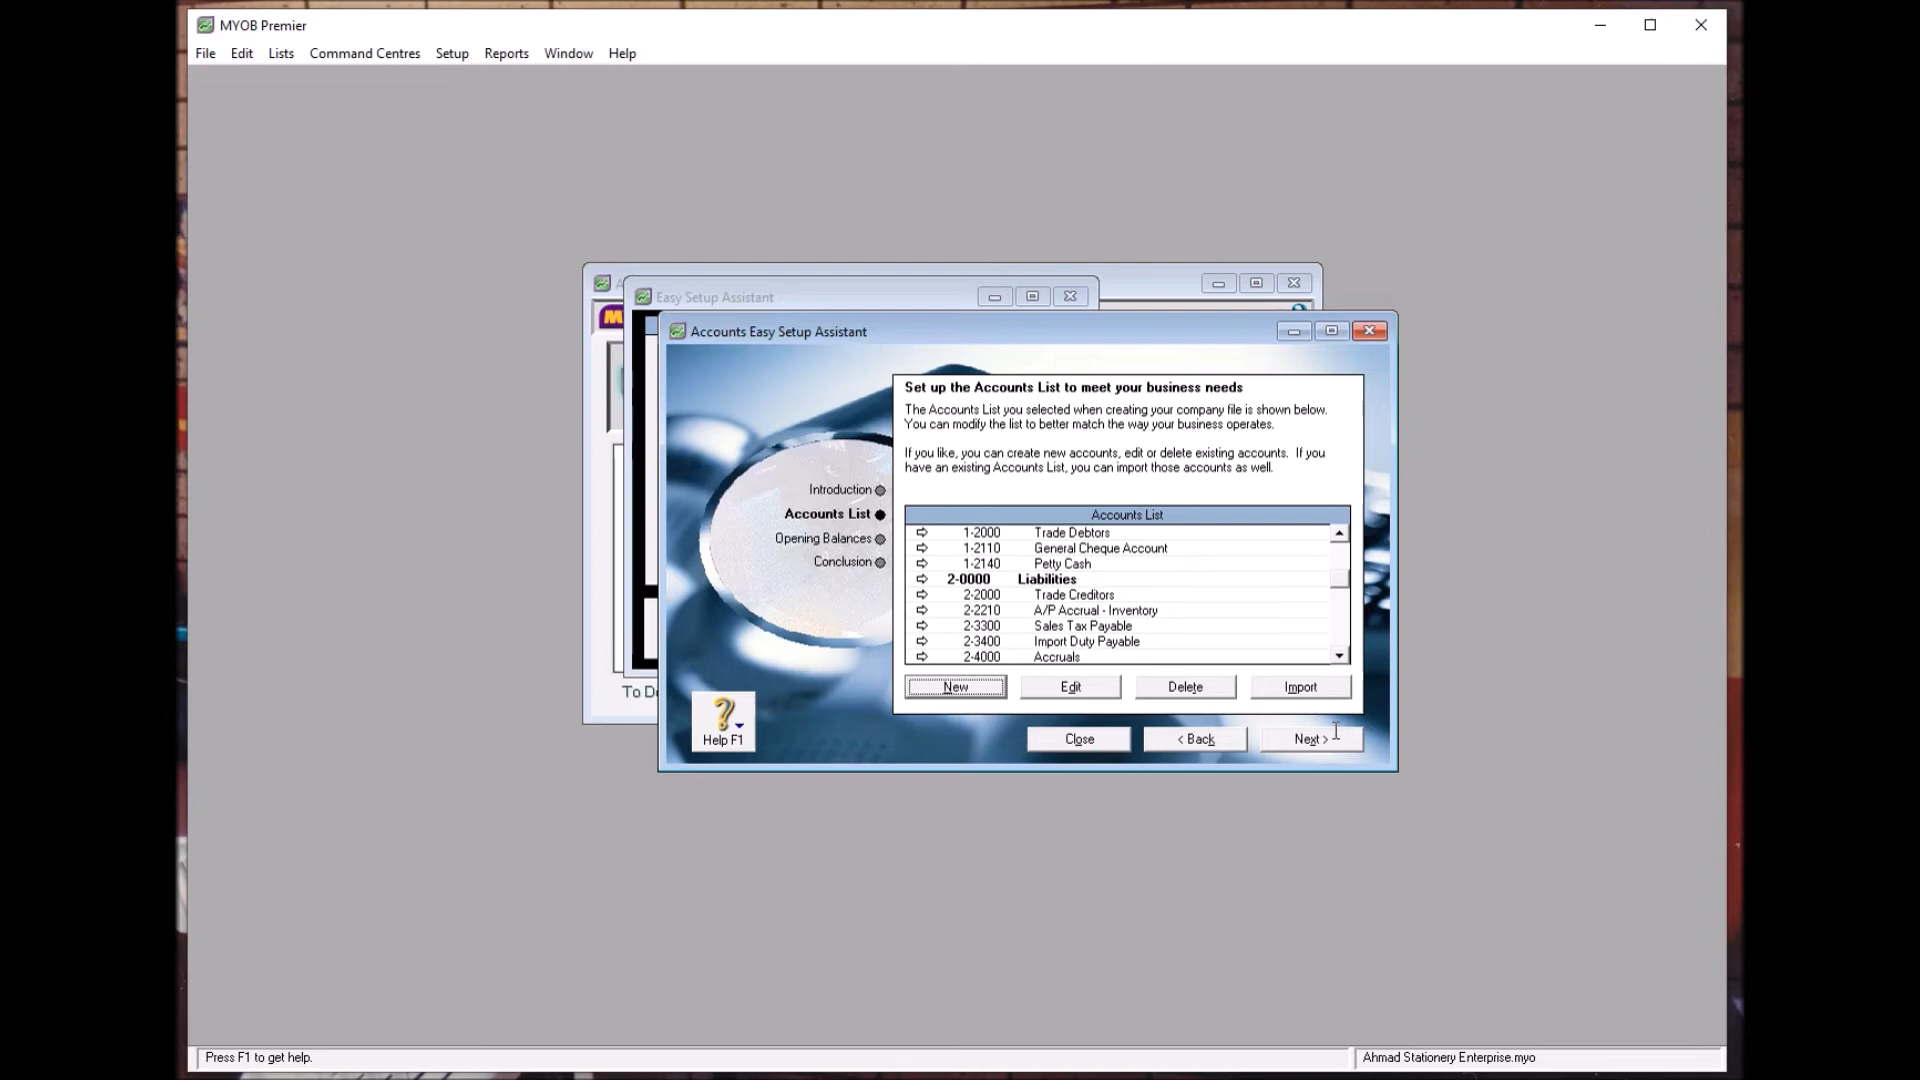 MYOB Premier
File Edit Lists Command Centres Setup Reports Window Help
Easy Setup Assistant
Accounts Easy Setup Assistant
Set up the Accounts List to meet your business needs
The Accounts List you selected when creating your company file is shown below.
You can modify the list to better match the way your business operates.
If you like, you can create new accounts, edit or delete existing accounts. If you
have an existing Accounts List, you can import those accounts as well.
Introduction
Accounts List
Opening Balances
Conclusion
Accounts List
1-2000 Trade Debtors
1-2110 General Cheque Account
1-2140 Petty Cash
2-0000 Liabilities
2-2000 Trade Creditors
2-2210 A/P Accrual - Inventory
2-3300 Sales Tax Payable
2-3400 Import Duty Payable
2-4000 Accruals
New Edit Delete Import
To D
Help F1
Close < Back Next >
Press F1 to get help.
Ahmad Stationery Enterprise.myo